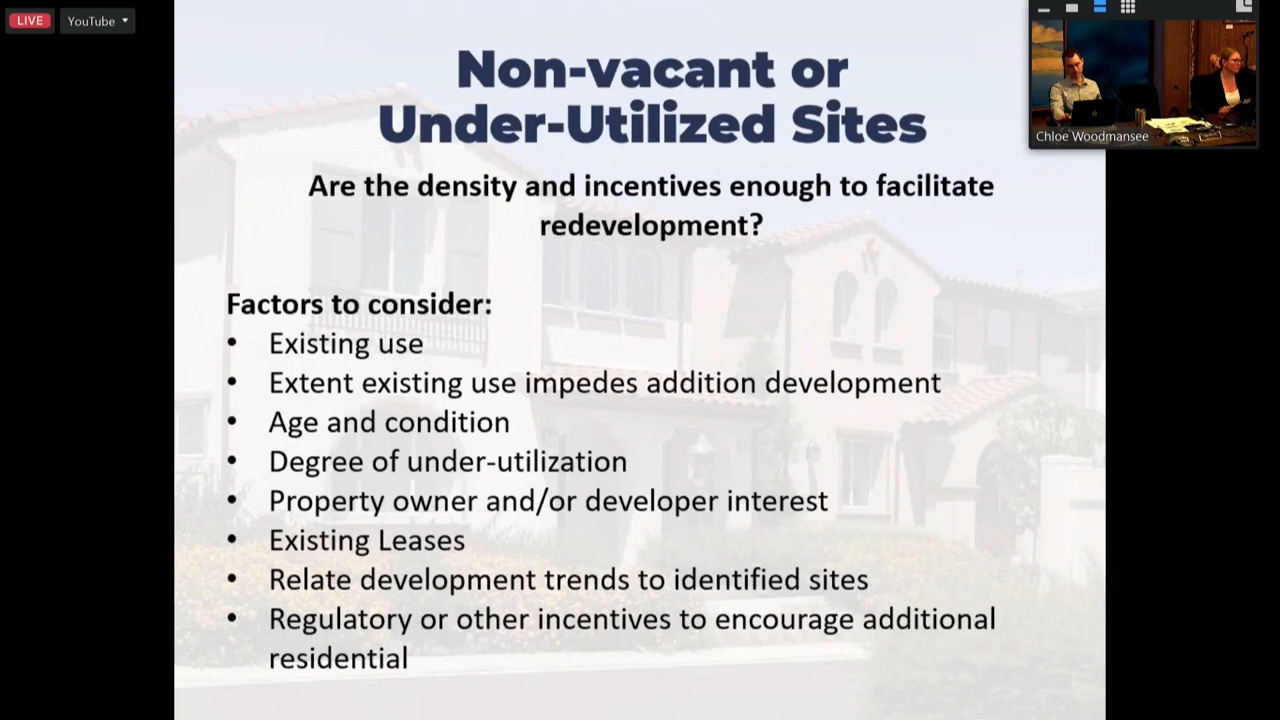 LIVE
YouTube
Non-vacant or
Under-Utilized Sites
Are the density and incentives enough to facilitate
redevelopment?
Factors to consider:
• Existing use
• Extent existing use impedes addition development
• Age and condition
• Degree of under-utilization
• Property owner and/or developer interest
• Existing Leases
• Relate development trends to identified sites
• Regulatory or other incentives to encourage additional
residential
Chloe Woodmansee